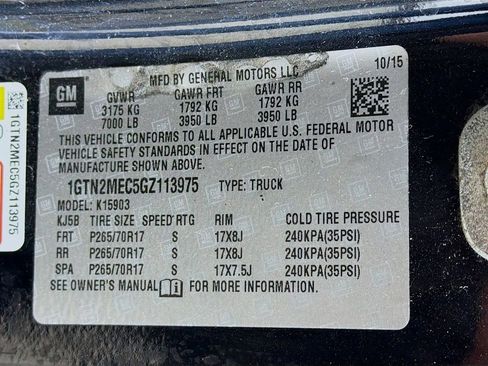 GM
MFD BY GENERAL MOTORS LLC
10/15
GVWR GAWR FRT GAWR RR
3175 KG 1792 KG 1792 KG
7000 LB 3950 LB 3950 LB
THIS VEHICLE CONFORMS TO ALL APPLICABLE U.S. FEDERAL MOTOR
VEHICLE SAFETY STANDARDS IN EFFECT ON THE DATE OF
MANUFACTURE SHOWN ABOVE.
1GTN2MEC5GZ113975 TYPE: TRUCK
MODEL: K15903
KJ5B TIRE SIZE SPEED RTG RIM COLD TIRE PRESSURE
FRT P265/70R17 S 17X8J 240KPA(35PSI)
RR P265/70R17 S 17X8J 240KPA(35PSI)
SPA P265/70R17 S 17X7.5J 240KPA(35PSI)
SEE OWNER'S MANUAL FOR MORE INFORMATION.
1GTN2MEC5GZ113975